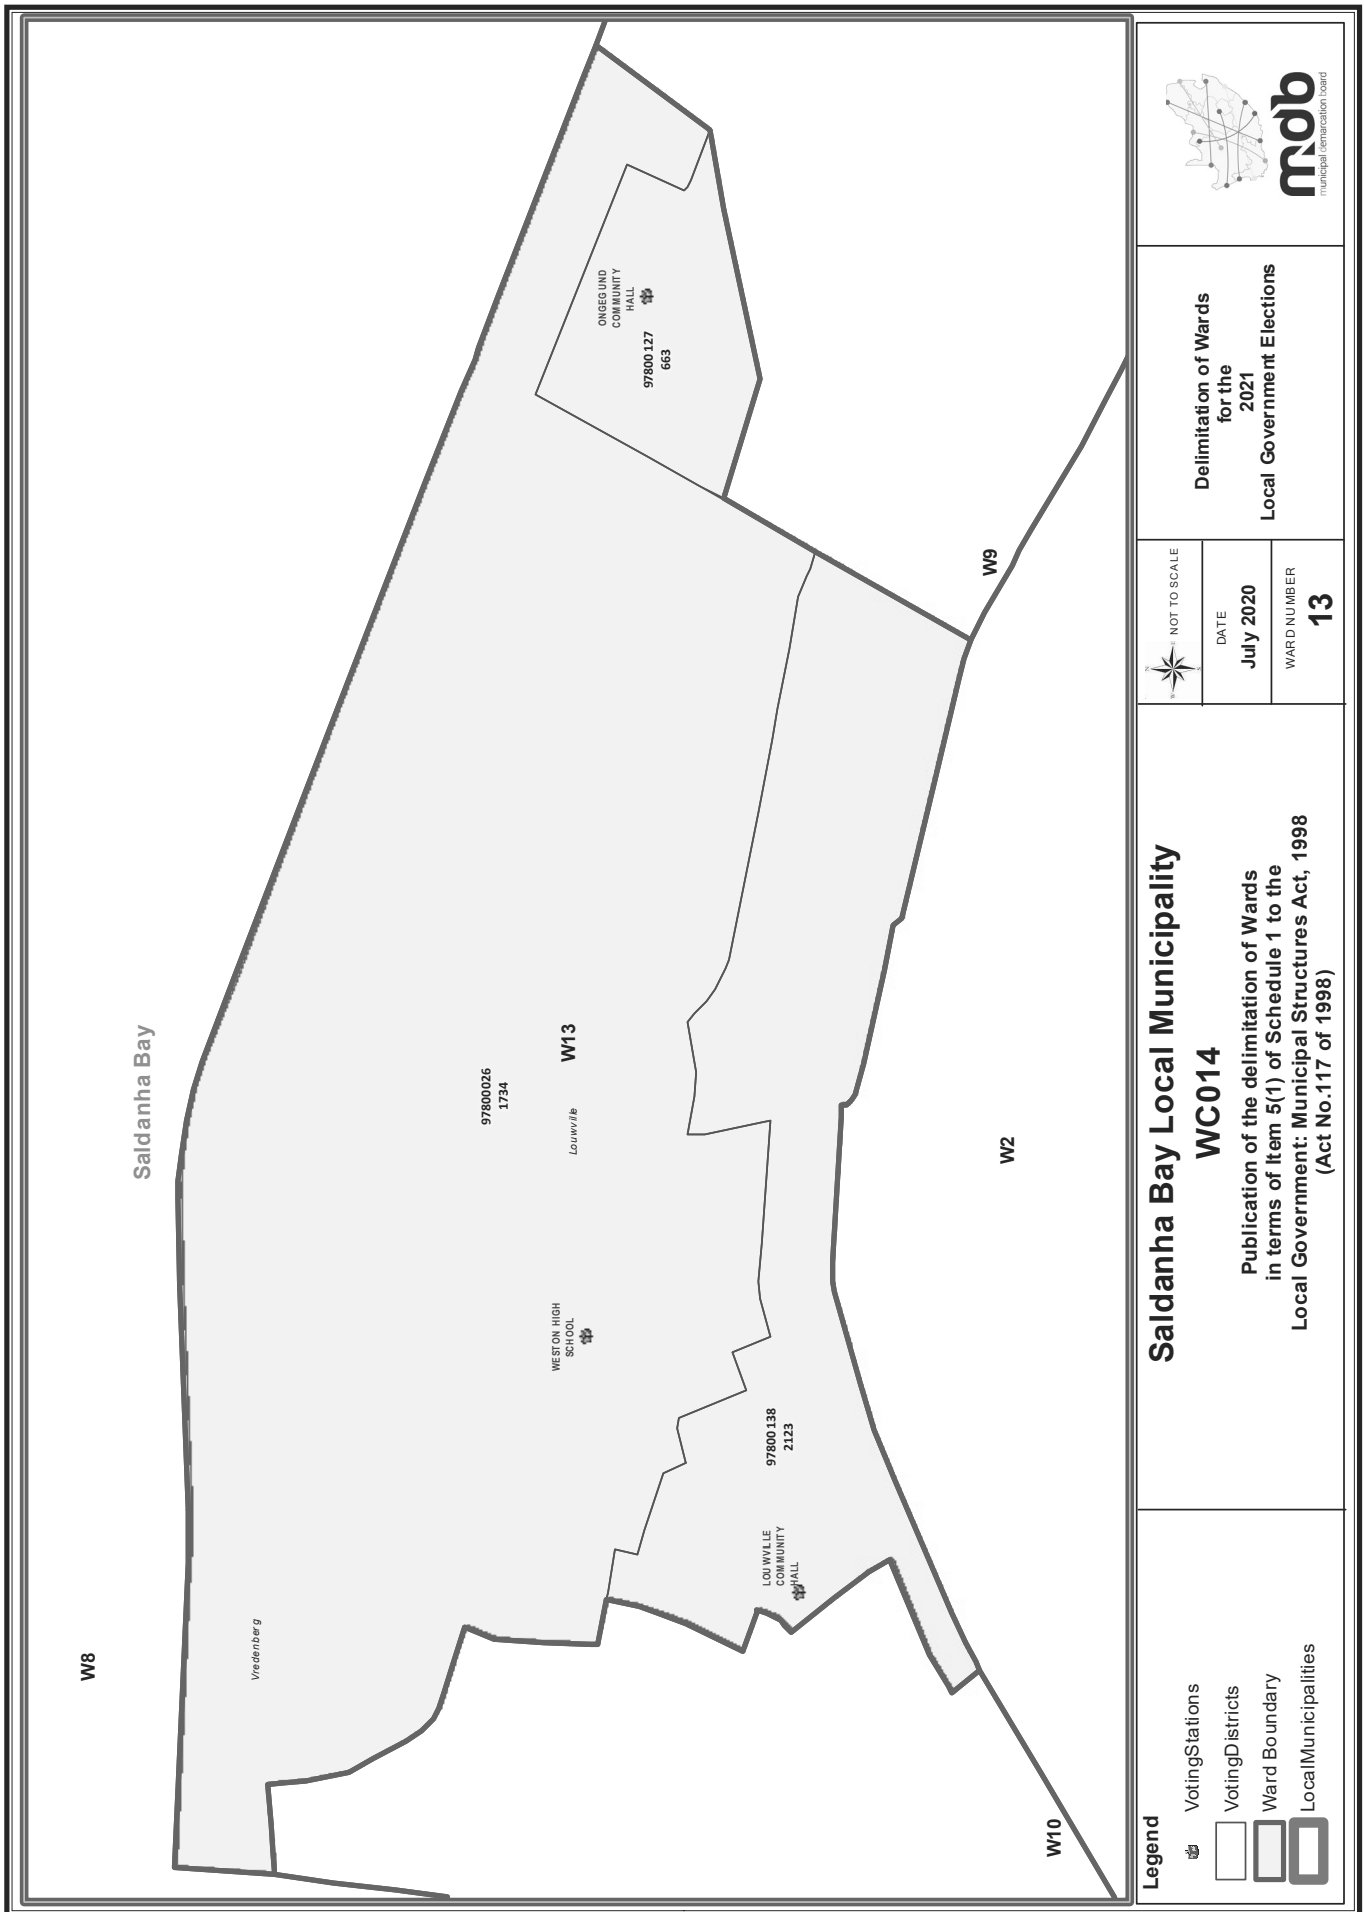 W8
Saldanha Bay
Vredenberg
97800026
1734
W13
Louwville
WESTON HIGH
SCHOOL
ONGEGUND
COMMUNITY
HALL
97800127
663
97800138
2123
LOUWVILLE
COMMUNITY
HALL
W9
W2
W10
Legend
VotingStations
VotingDistricts
Ward Boundary
LocalMunicipalities
Saldanha Bay Local Municipality
WC014
Publication of the delimitation of Wards
in terms of Item 5(1) of Schedule 1 to the
Local Government: Municipal Structures Act, 1998
(Act No.117 of 1998)
N
W
E
S
NOT TO SCALE
DATE
July 2020
WARD NUMBER
13
Delimitation of Wards
for the
2021
Local Government Elections
mdb
municipal demarcation board